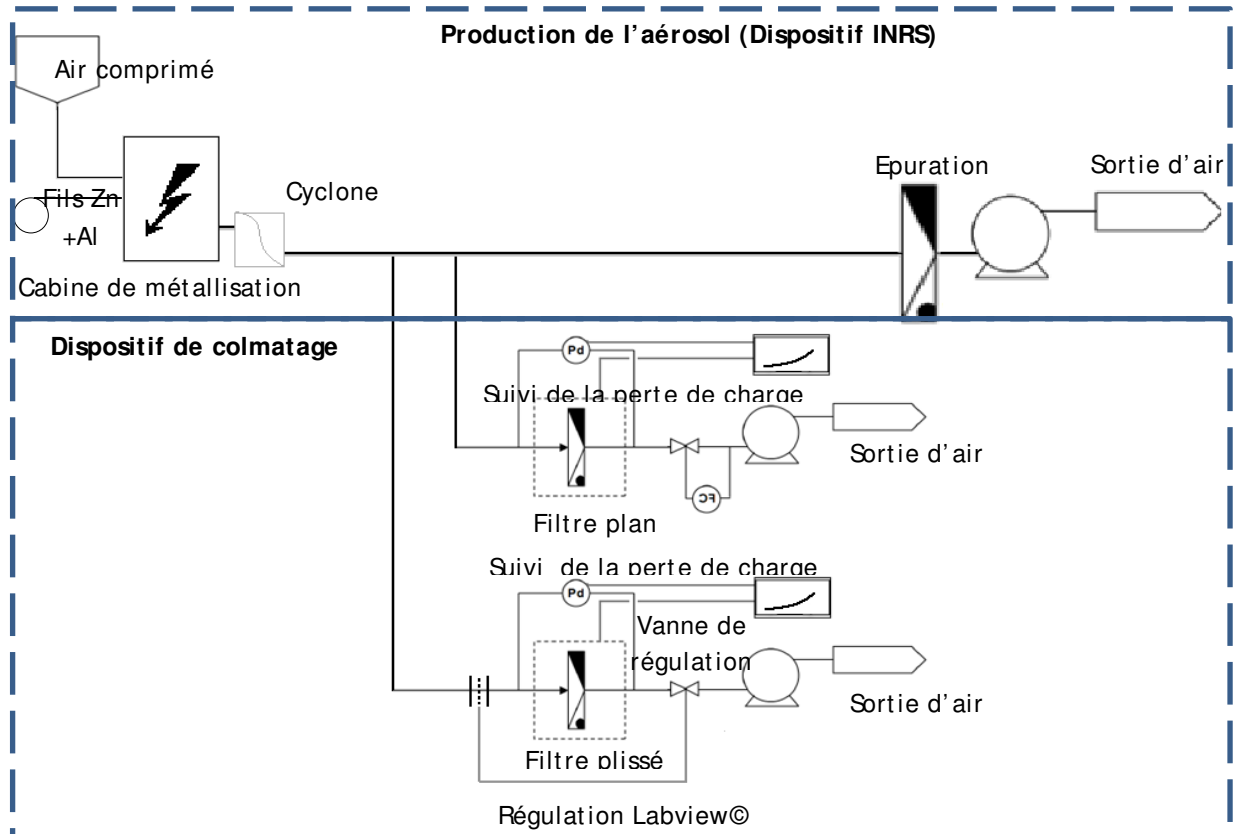 Production de l'aérosol (Dispositif INRS)
Air comprimé
Epuration
Sortie d'air
Fils Zn
+Al
Cyclone
Cabine de métallisation
Dispositif de colmatage
Pd
Suivi de la perte de charge
Sortie d'air
FC
Filtre plan
Suivi de la perte de charge
Pd
Vanne de
régulation
Sortie d'air
Filtre plissé
Régulation Labview©